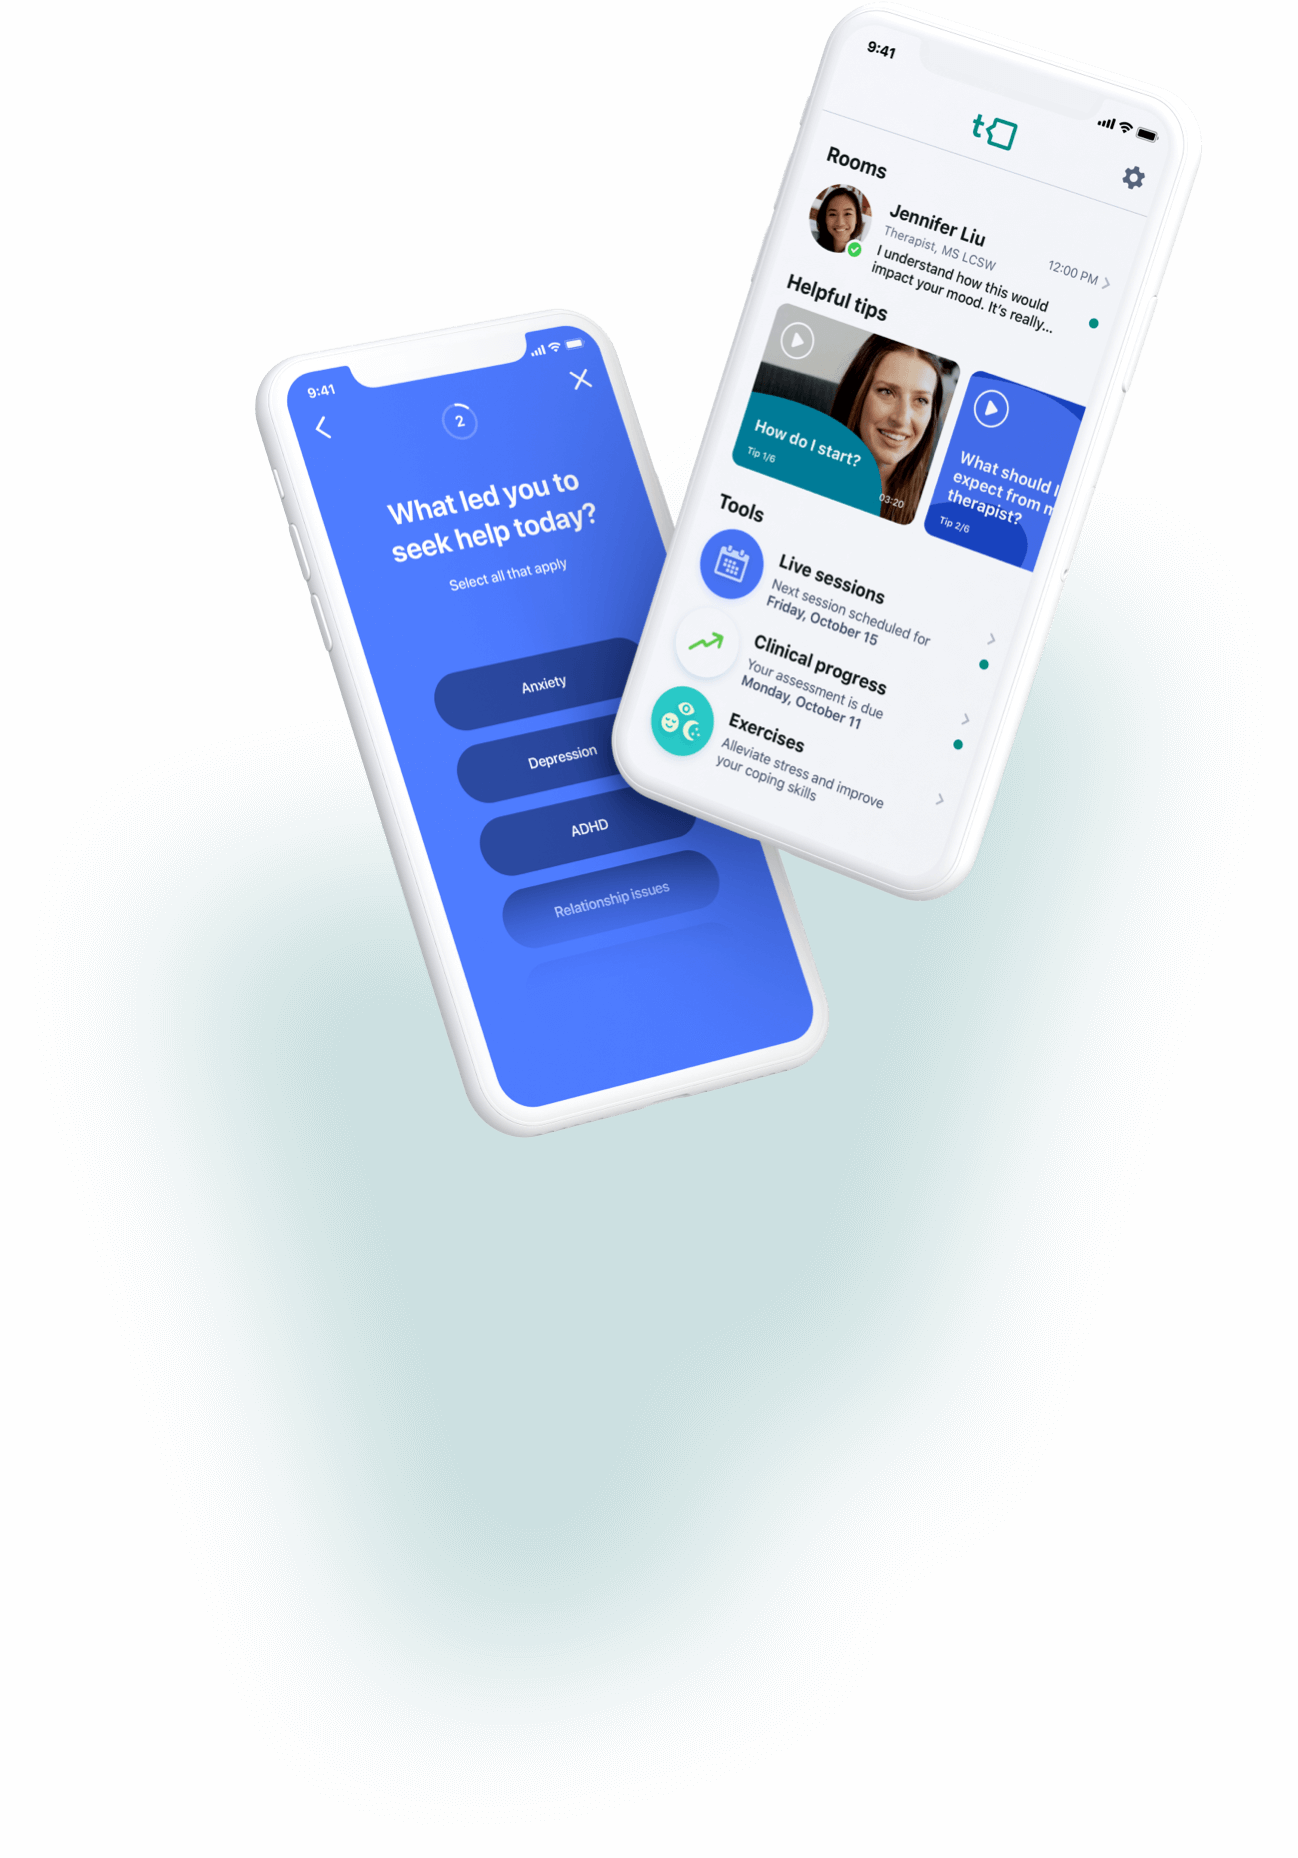 9:41
2
What led you to
seek help today?
Select all that apply
Anxiety
Depression
ADHD
Relationship issues
9:41
t
Rooms
Jennifer Liu
Therapist, MS LCSW
12:00 PM
I understand how this would
impact your mood. It's really...
Helpful tips
How do I start?
Tip 1/6
03:20
What should I
expect from m
therapist?
Tip 2/6
Tools
Live sessions
Next session scheduled for
Friday, October 15
Clinical progress
Your assessment is due
Monday, October 11
Exercises
Alleviate stress and improve
your coping skills